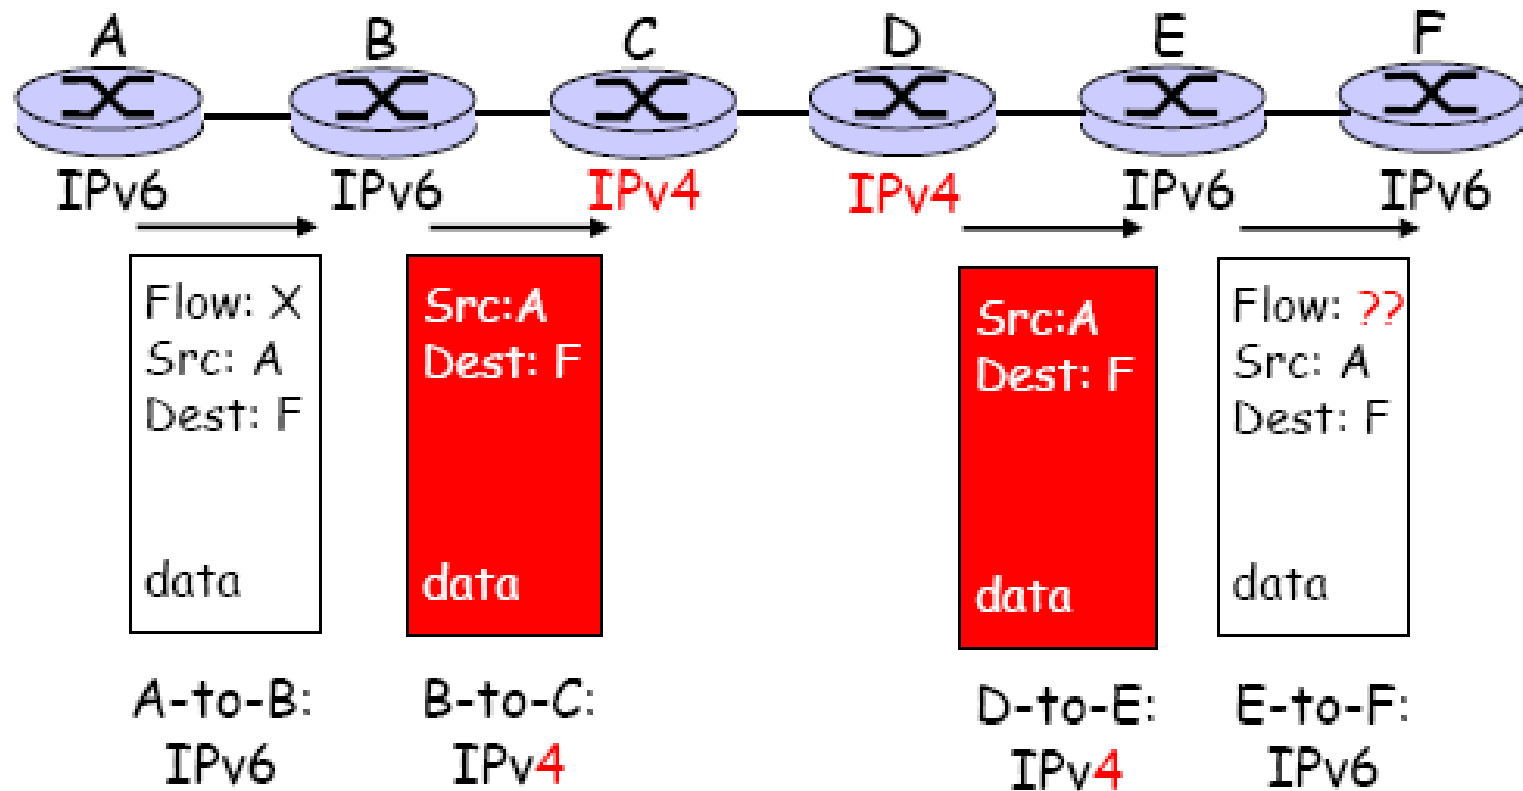 A B C D E F
IPv6 IPv6 IPv4 IPv4 IPv6 IPv6
Flow: X
Src: A
Dest: F
data
Src:A
Dest: F
data
Src:A
Dest: F
data
Flow: ??
Src: A
Dest: F
data
A-to-B:
IPv6
B-to-C:
IPv4
D-to-E:
IPv4
E-to-F:
IPv6